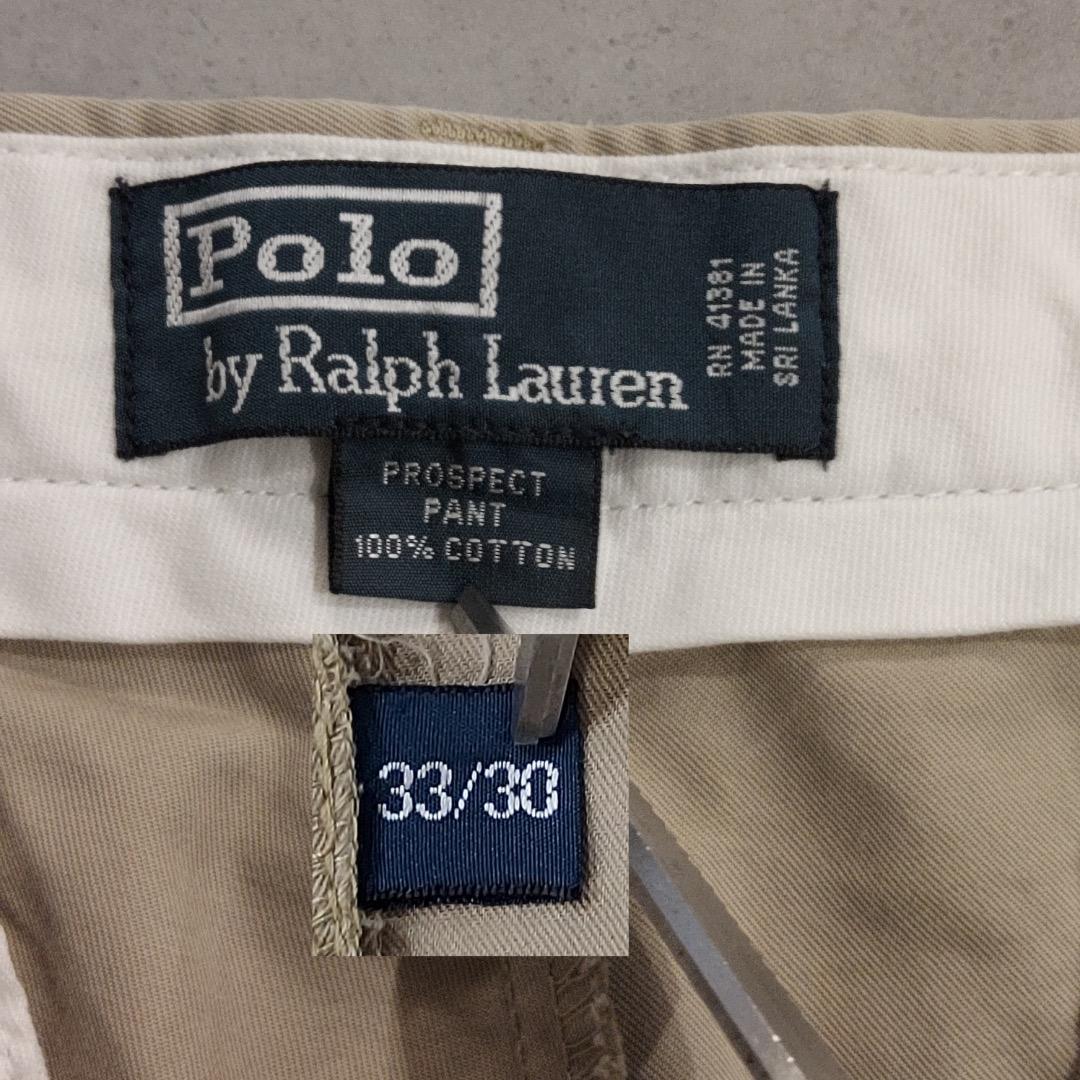 Polo
by Ralph Lauren
RN 41381
MADE IN
SRI LANKA
PROSPECT
PANT
100% COTTON
33/30